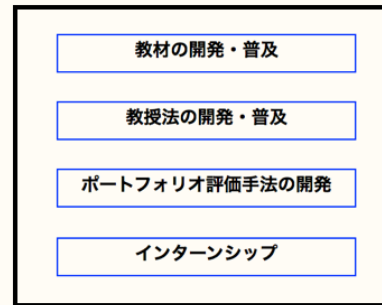 教材の開発・普及
教授法の開発・普及
ポートフォリオ評価手法の開発
インターンシップ